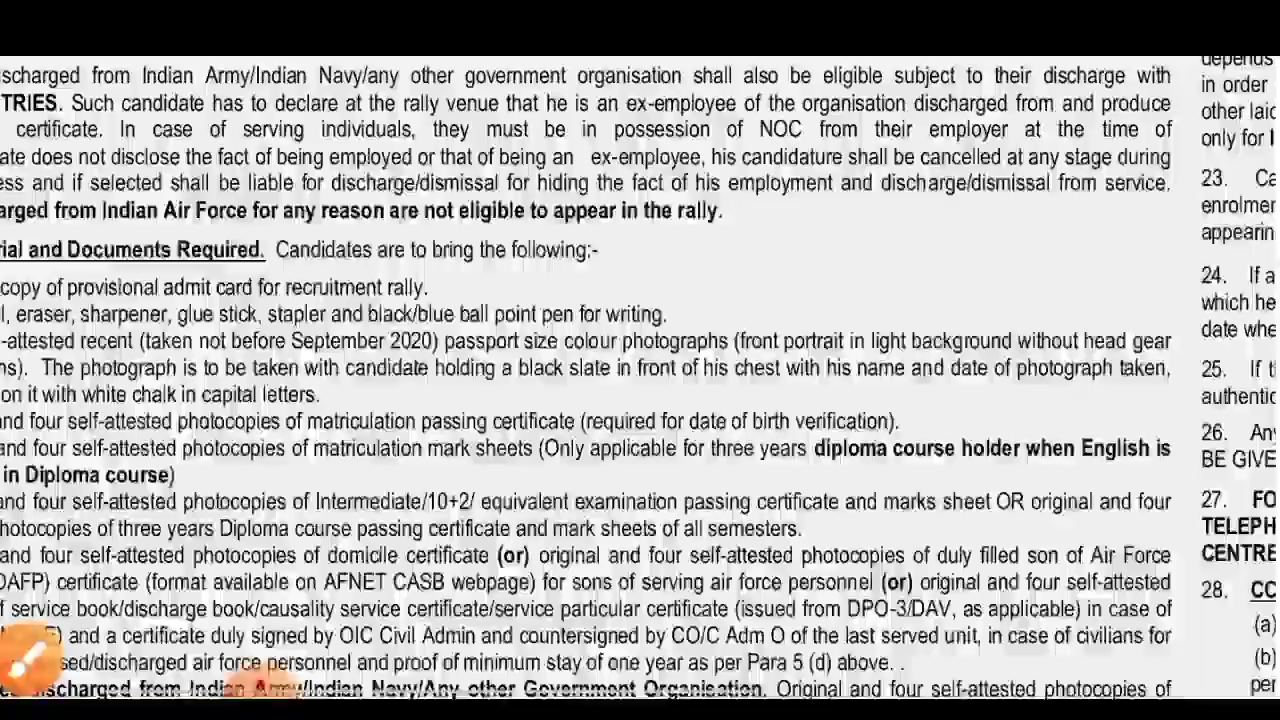 scharged from Indian Army/Indian Navy/any other government organisation shall also be eligible subject to their discharge with
TRIES. Such candidate has to declare at the rally venue that he is an ex-employee of the organisation discharged from and produce
certificate. In case of serving individuals, they must be in possession of NOC from their employer at the time of
ate does not disclose the fact of being employed or that of being an ex-employee, his candidature shall be cancelled at any stage during
ess and if selected shall be liable for discharge/dismissal for hiding the fact of his employment and discharge/dismissal from service.
arged from Indian Air Force for any reason are not eligible to appear in the rally.
rial and Documents Required. Candidates are to bring the following:-
copy of provisional admit card for recruitment rally.
l, eraser, sharpener, glue stick, stapler and black/blue ball point pen for writing.
-attested recent (taken not before September 2020) passport size colour photographs (front portrait in light background without head gear
ns). The photograph is to be taken with candidate holding a black slate in front of his chest with his name and date of photograph taken,
on it with white chalk in capital letters.
and four self-attested photocopies of matriculation passing certificate (required for date of birth verification).
and four self-attested photocopies of matriculation mark sheets (Only applicable for three years diploma course holder when English is
in Diploma course)
and four self-attested photocopies of Intermediate/10+2/ equivalent examination passing certificate and marks sheet OR original and four
hotocopies of three years Diploma course passing certificate and mark sheets of all semesters.
and four self-attested photocopies of domicile certificate (or) original and four self-attested photocopies of duly filled son of Air Force
OAFP) certificate (format available on AFNET CASB webpage) for sons of serving air force personnel (or) original and four self-attested
f service book/discharge book/causality service certificate/service particular certificate (issued from DPO-3/DAV, as applicable) in case of
) and a certificate duly signed by OIC Civil Admin and countersigned by CO/C Adm O of the last served unit, in case of civilians for
sed/discharged air force personnel and proof of minimum stay of one year as per Para 5 (d) above. .
discharged from Indian Army/Indian Navy/Any other Government Organisation. Original and four self-attested photocopies of
depends
in order
other laid
only for I
23. Ca
enrolmen
appearin
24. If a
which he
date whe
25. If t
authentic
26. Any
BE GIVE
27. FO
TELEPH
CENTRE
28. CO
(a)
(b)
per